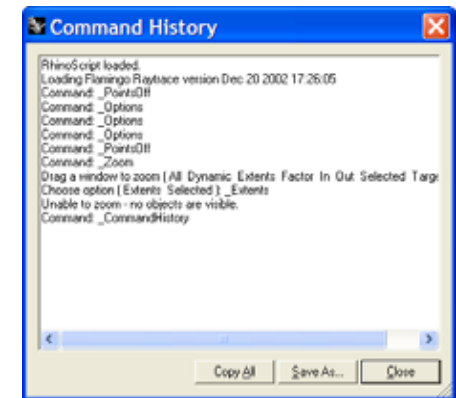 Command History
RhinoScript loaded.
Loading Flamingo Raytrace version Dec 20 2002 17:26:05
Command: _PointsOff
Command: _Options
Command: _Options
Command: _Options
Command: _PointsOff
Command: _Zoom
Drag a window to zoom ( All Dynamic Extents Factor In Out Selected Targe
Choose option ( Extents Selected ): _Extents
Unable to zoom - no objects are visible.
Command: _CommandHistory
Copy All Save As... Close